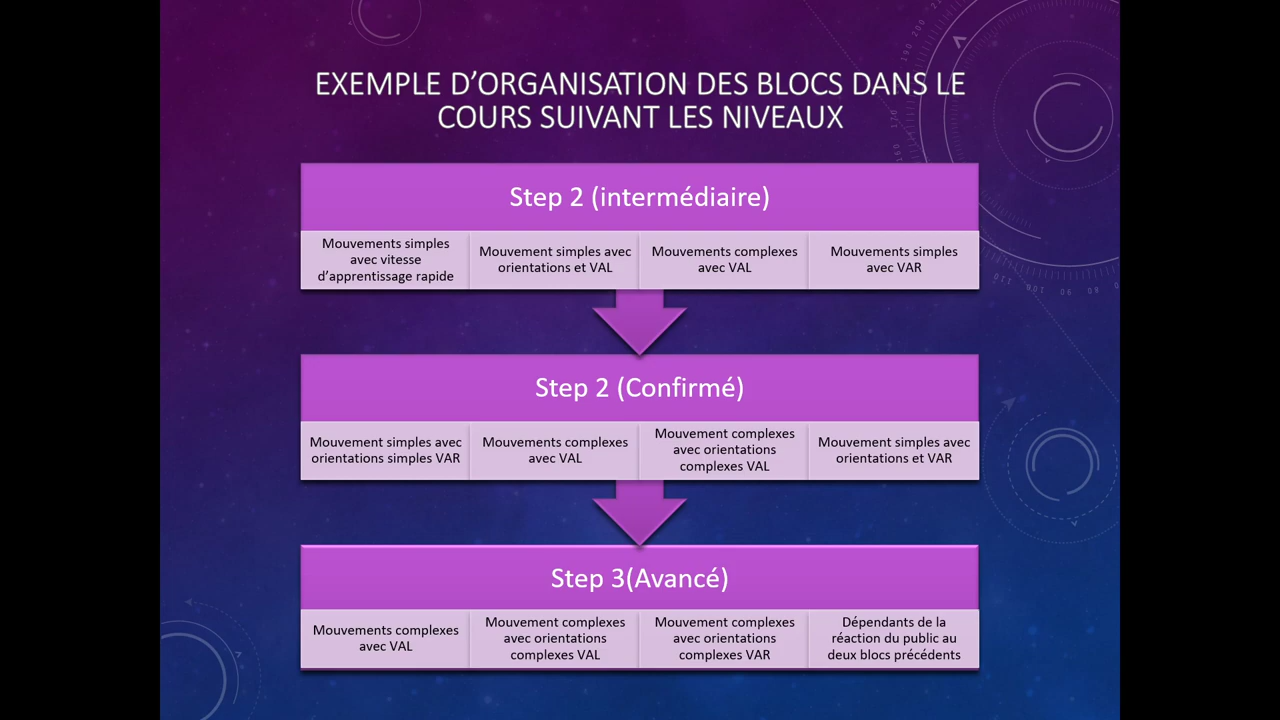 EXEMPLE D'ORGANISATION DES BLOCS DANS LE
COURS SUIVANT LES NIVEAUX
Step 2 (intermédiaire)
Mouvements simples
avec vitesse
d'apprentissage rapide
Mouvement simples avec
orientations et VAL
Mouvements complexes
avec VAL
Mouvements simples
avec VAR
Step 2 (Confirmé)
Mouvement simples avec
orientations simples VAR
Mouvements complexes
avec VAL
Mouvement complexes
avec orientations
complexes VAL
Mouvement simples avec
orientations et VAR
Step 3(Avancé)
Mouvements complexes
avec VAL
Mouvement complexes
avec orientations
complexes VAL
Mouvement complexes
avec orientations
complexes VAR
Dépendants de la
réaction du public au
deux blocs précédents